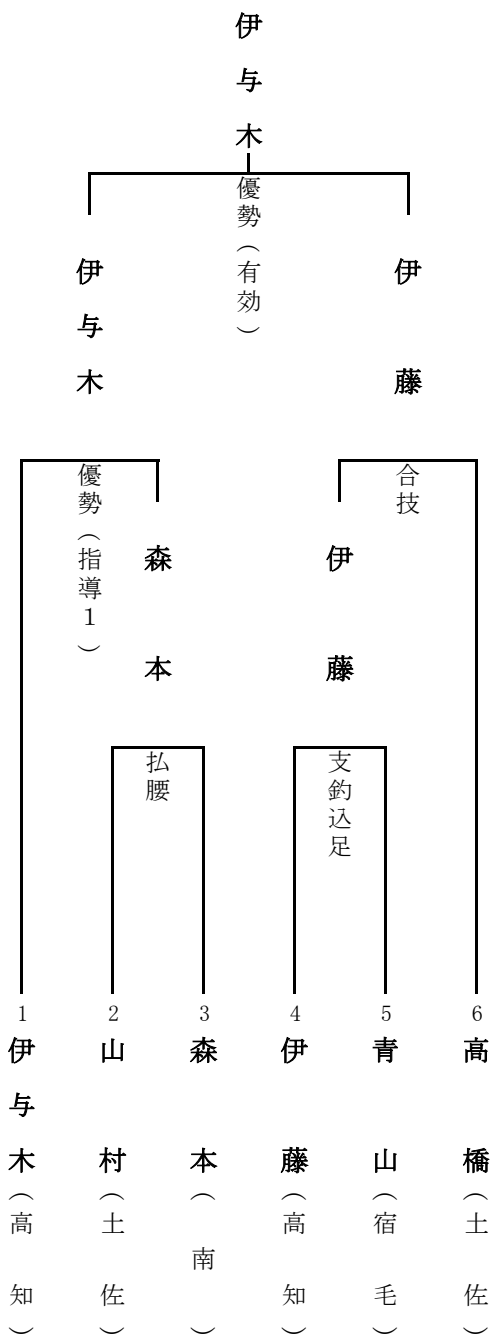 伊与木
優勢（有効）
伊与木
伊藤
優勢（指導１）
合技
森本
伊藤
払腰
支釣込足
1
2
3
4
5
6
伊与木（高知）
山村（土佐）
森本（南）
伊藤（高知）
青山（宿毛）
高橋（土佐）